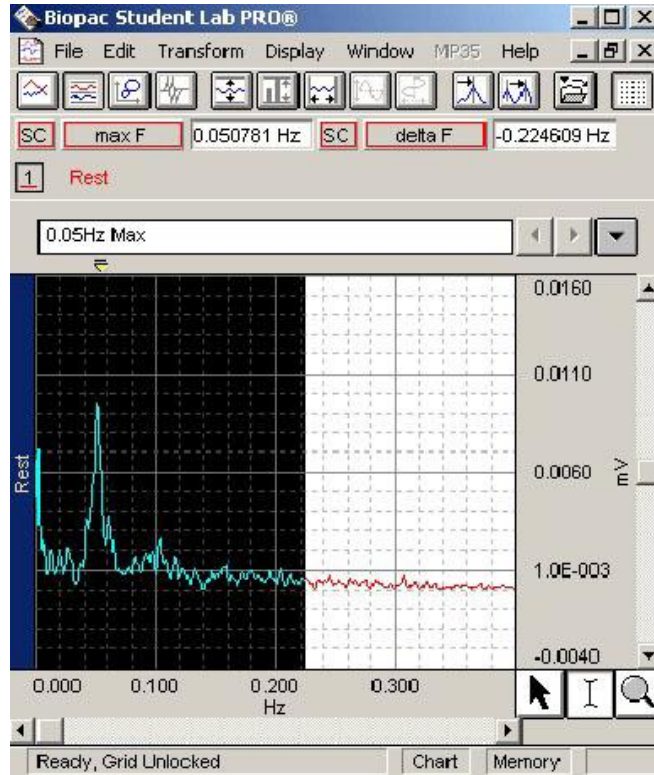 Biopac Student Lab PRO®
File Edit Transform Display Window MP35 Help
SC max F 0.050781 Hz SC delta F -0.224609 Hz
1 Rest
0.05Hz Max
Rest
0.0160
0.0110
0.0060
1.0E-003
-0.0040
mV
0.000 0.100 0.200 0.300
Hz
Ready, Grid Unlocked Chart Memory